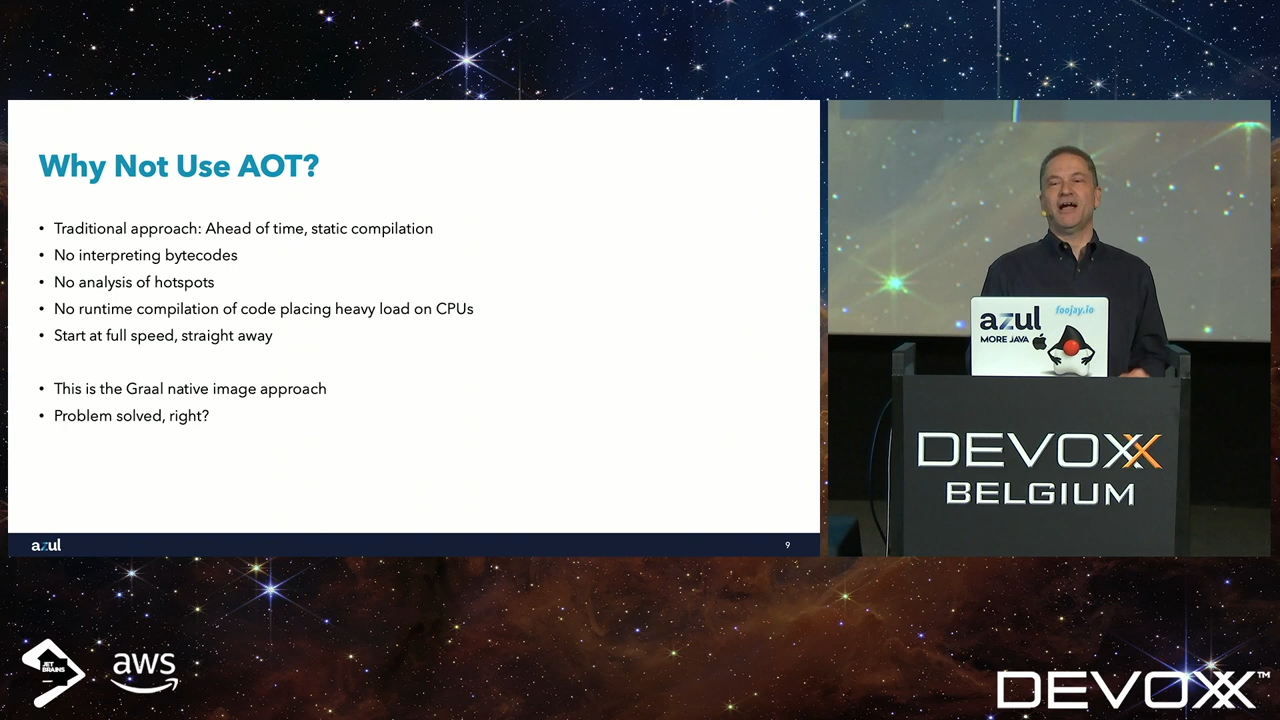 Why Not Use AOT?
• Traditional approach: Ahead of time, static compilation
• No interpreting bytecodes
• No analysis of hotspots
• No runtime compilation of code placing heavy load on CPUs
• Start at full speed, straight away
• This is the Graal native image approach
• Problem solved, right?
azul
9
azul
foojay.io
MORE JAVA
DEVOXX
BELGIUM
JET
BRAINS
aws
DEVOXX™